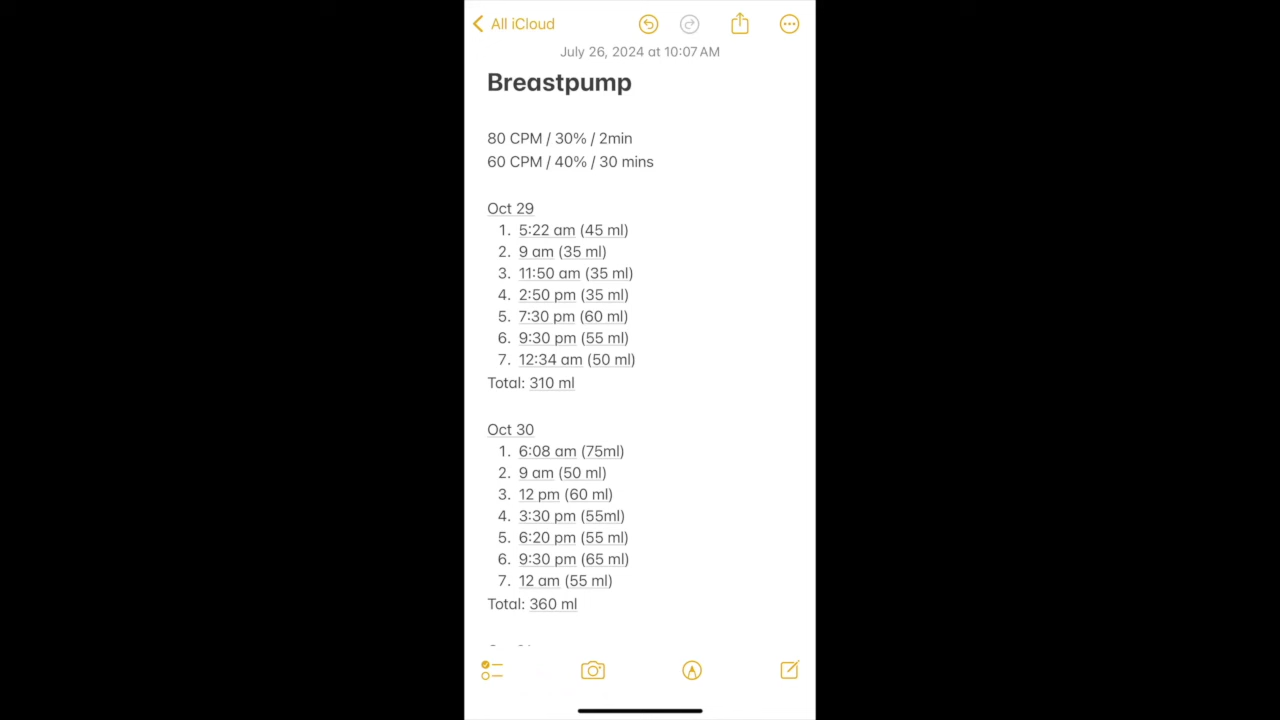 All iCloud
July 26, 2024 at 10:07 AM
Breastpump
80 CPM / 30% / 2min
60 CPM / 40% / 30 mins
Oct 29
1. 5:22 am (45 ml)
2. 9 am (35 ml)
3. 11:50 am (35 ml)
4. 2:50 pm (35 ml)
5. 7:30 pm (60 ml)
6. 9:30 pm (55 ml)
7. 12:34 am (50 ml)
Total: 310 ml
Oct 30
1. 6:08 am (75ml)
2. 9 am (50 ml)
3. 12 pm (60 ml)
4. 3:30 pm (55ml)
5. 6:20 pm (55 ml)
6. 9:30 pm (65 ml)
7. 12 am (55 ml)
Total: 360 ml